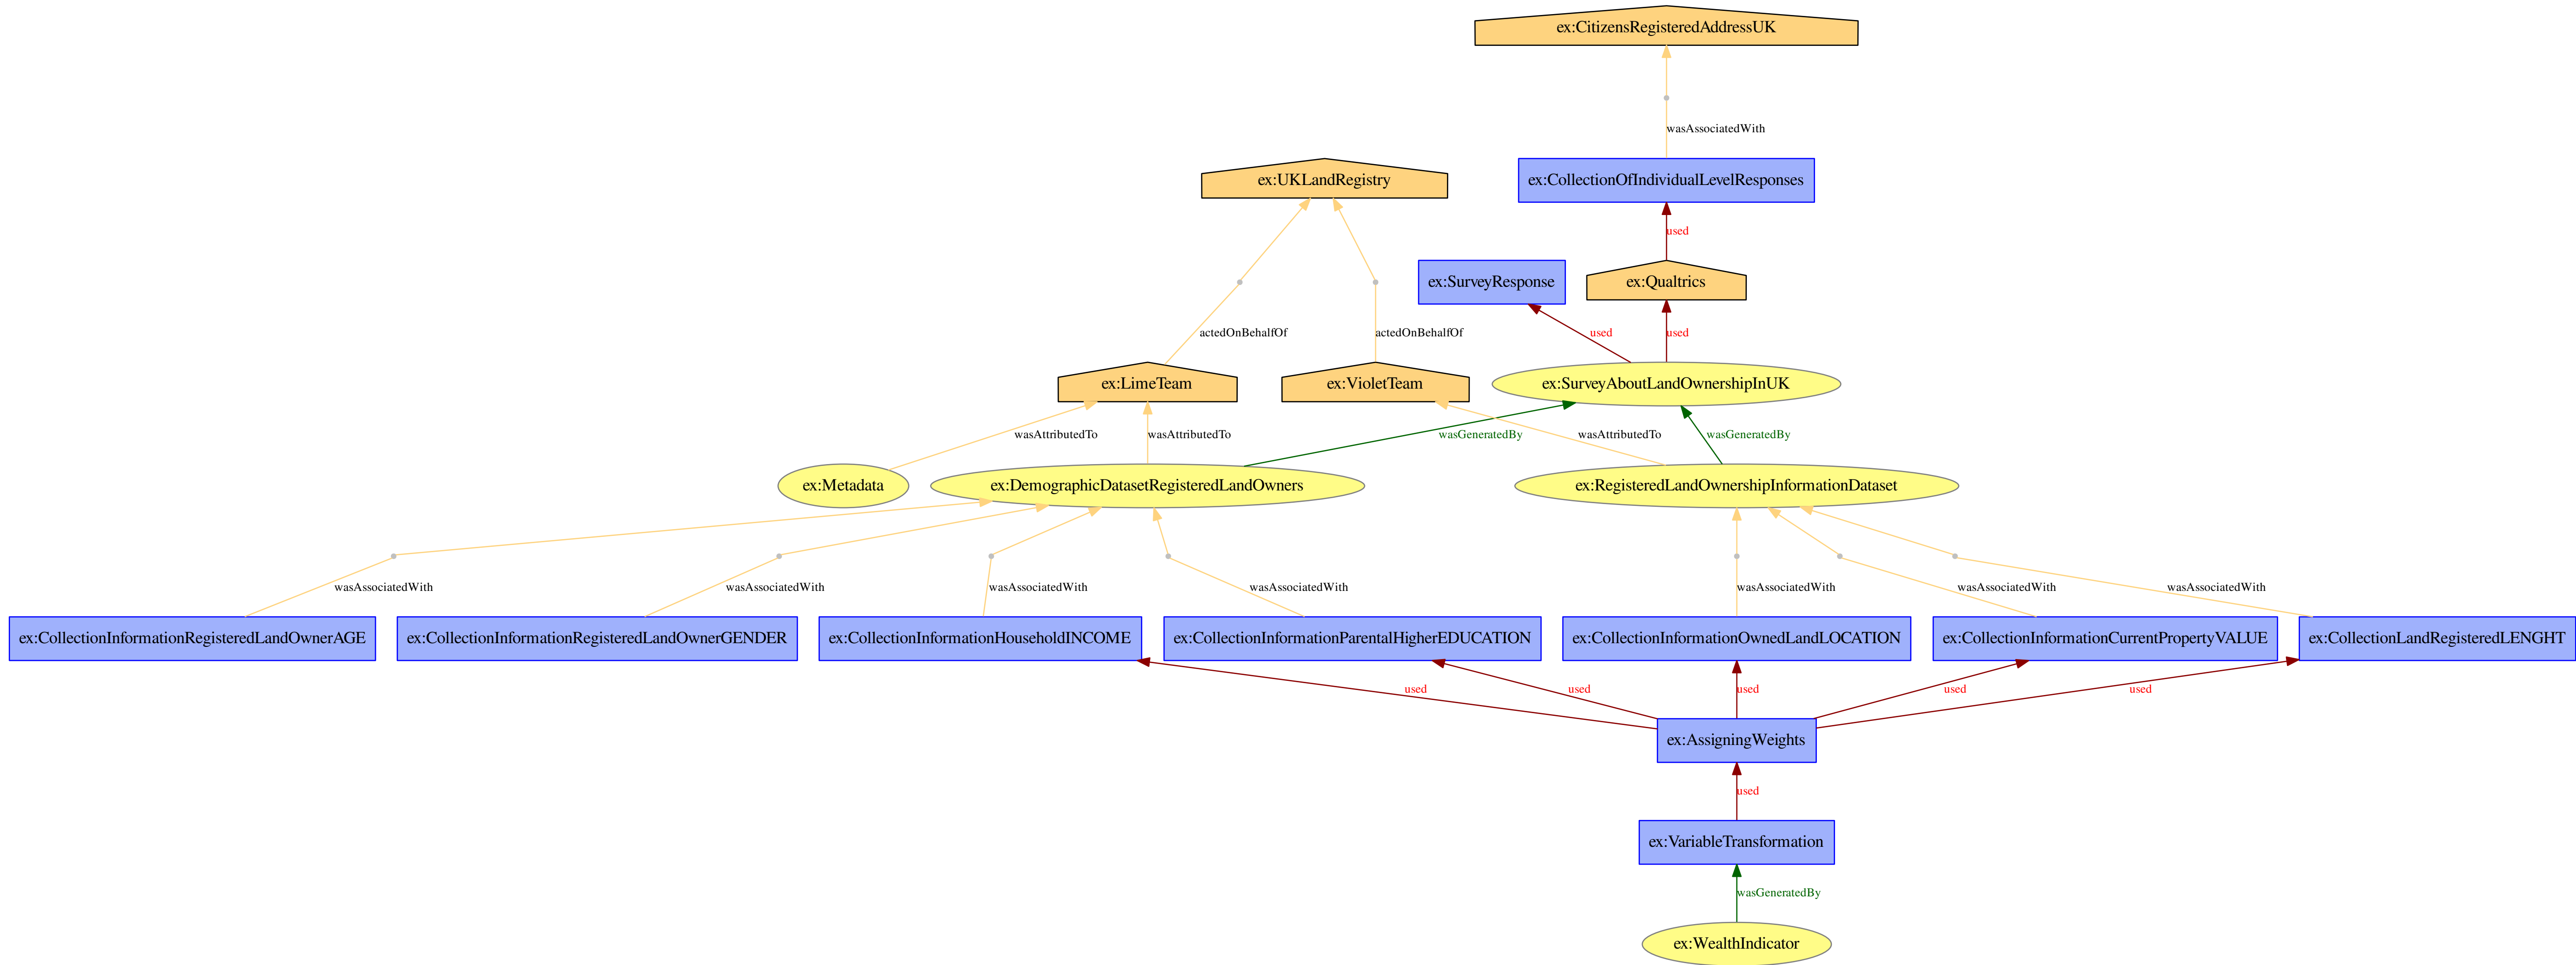 ex:CitizensRegisteredAddressUK
wasAssociatedWith
ex:UKLandRegistry
ex:CollectionOfIndividualLevelResponses
used
ex:SurveyResponse
ex:Qualtrics
actedOnBehalfOf
actedOnBehalfOf
used
used
ex:LimeTeam
ex:VioletTeam
ex:SurveyAboutLandOwnershipInUK
wasAttributedTo
wasAttributedTo
wasGeneratedBy
wasAttributedTo
wasGeneratedBy
ex:Metadata
ex:DemographicDatasetRegisteredLandOwners
ex:RegisteredLandOwnershipInformationDataset
wasAssociatedWith
wasAssociatedWith
wasAssociatedWith
wasAssociatedWith
wasAssociatedWith
wasAssociatedWith
wasAssociatedWith
ex:CollectionInformationRegisteredLandOwnerAGE
ex:CollectionInformationRegisteredLandOwnerGENDER
ex:CollectionInformationHouseholdINCOME
ex:CollectionInformationParentalHigherEDUCATION
ex:CollectionInformationOwnedLandLOCATION
ex:CollectionInformationCurrentPropertyVALUE
ex:CollectionLandRegisteredLENGHT
used
used
used
used
used
ex:AssigningWeights
used
ex:VariableTransformation
wasGeneratedBy
ex:WealthIndicator